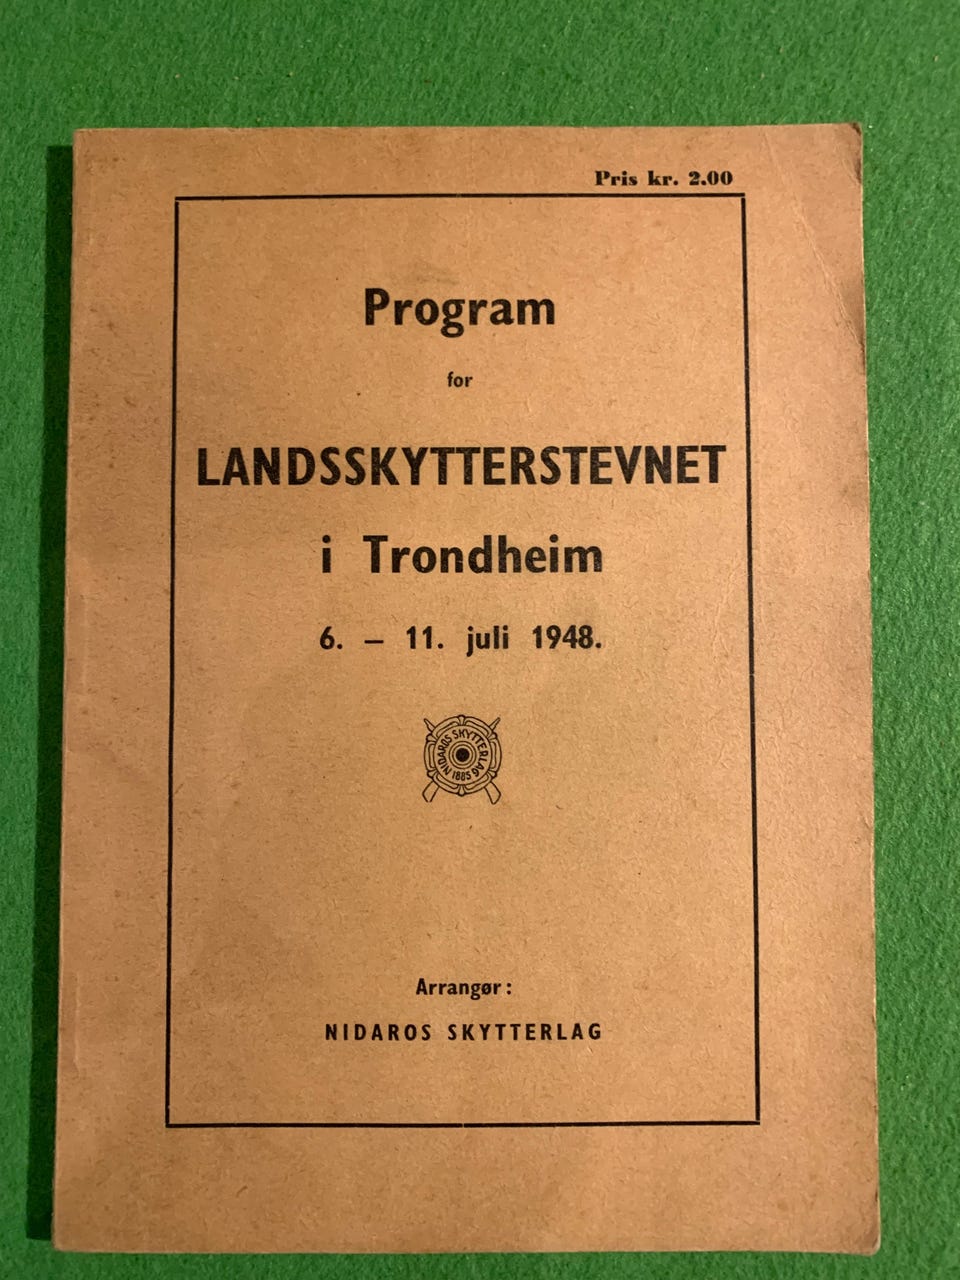 Pris kr. 2.00
Program
for
LANDSSKYTTERSTEVNET
i Trondheim
6. – 11. juli 1948.
NIDAROS SKYTTERLAG
1885
Arrangør:
NIDAROS SKYTTERLAG